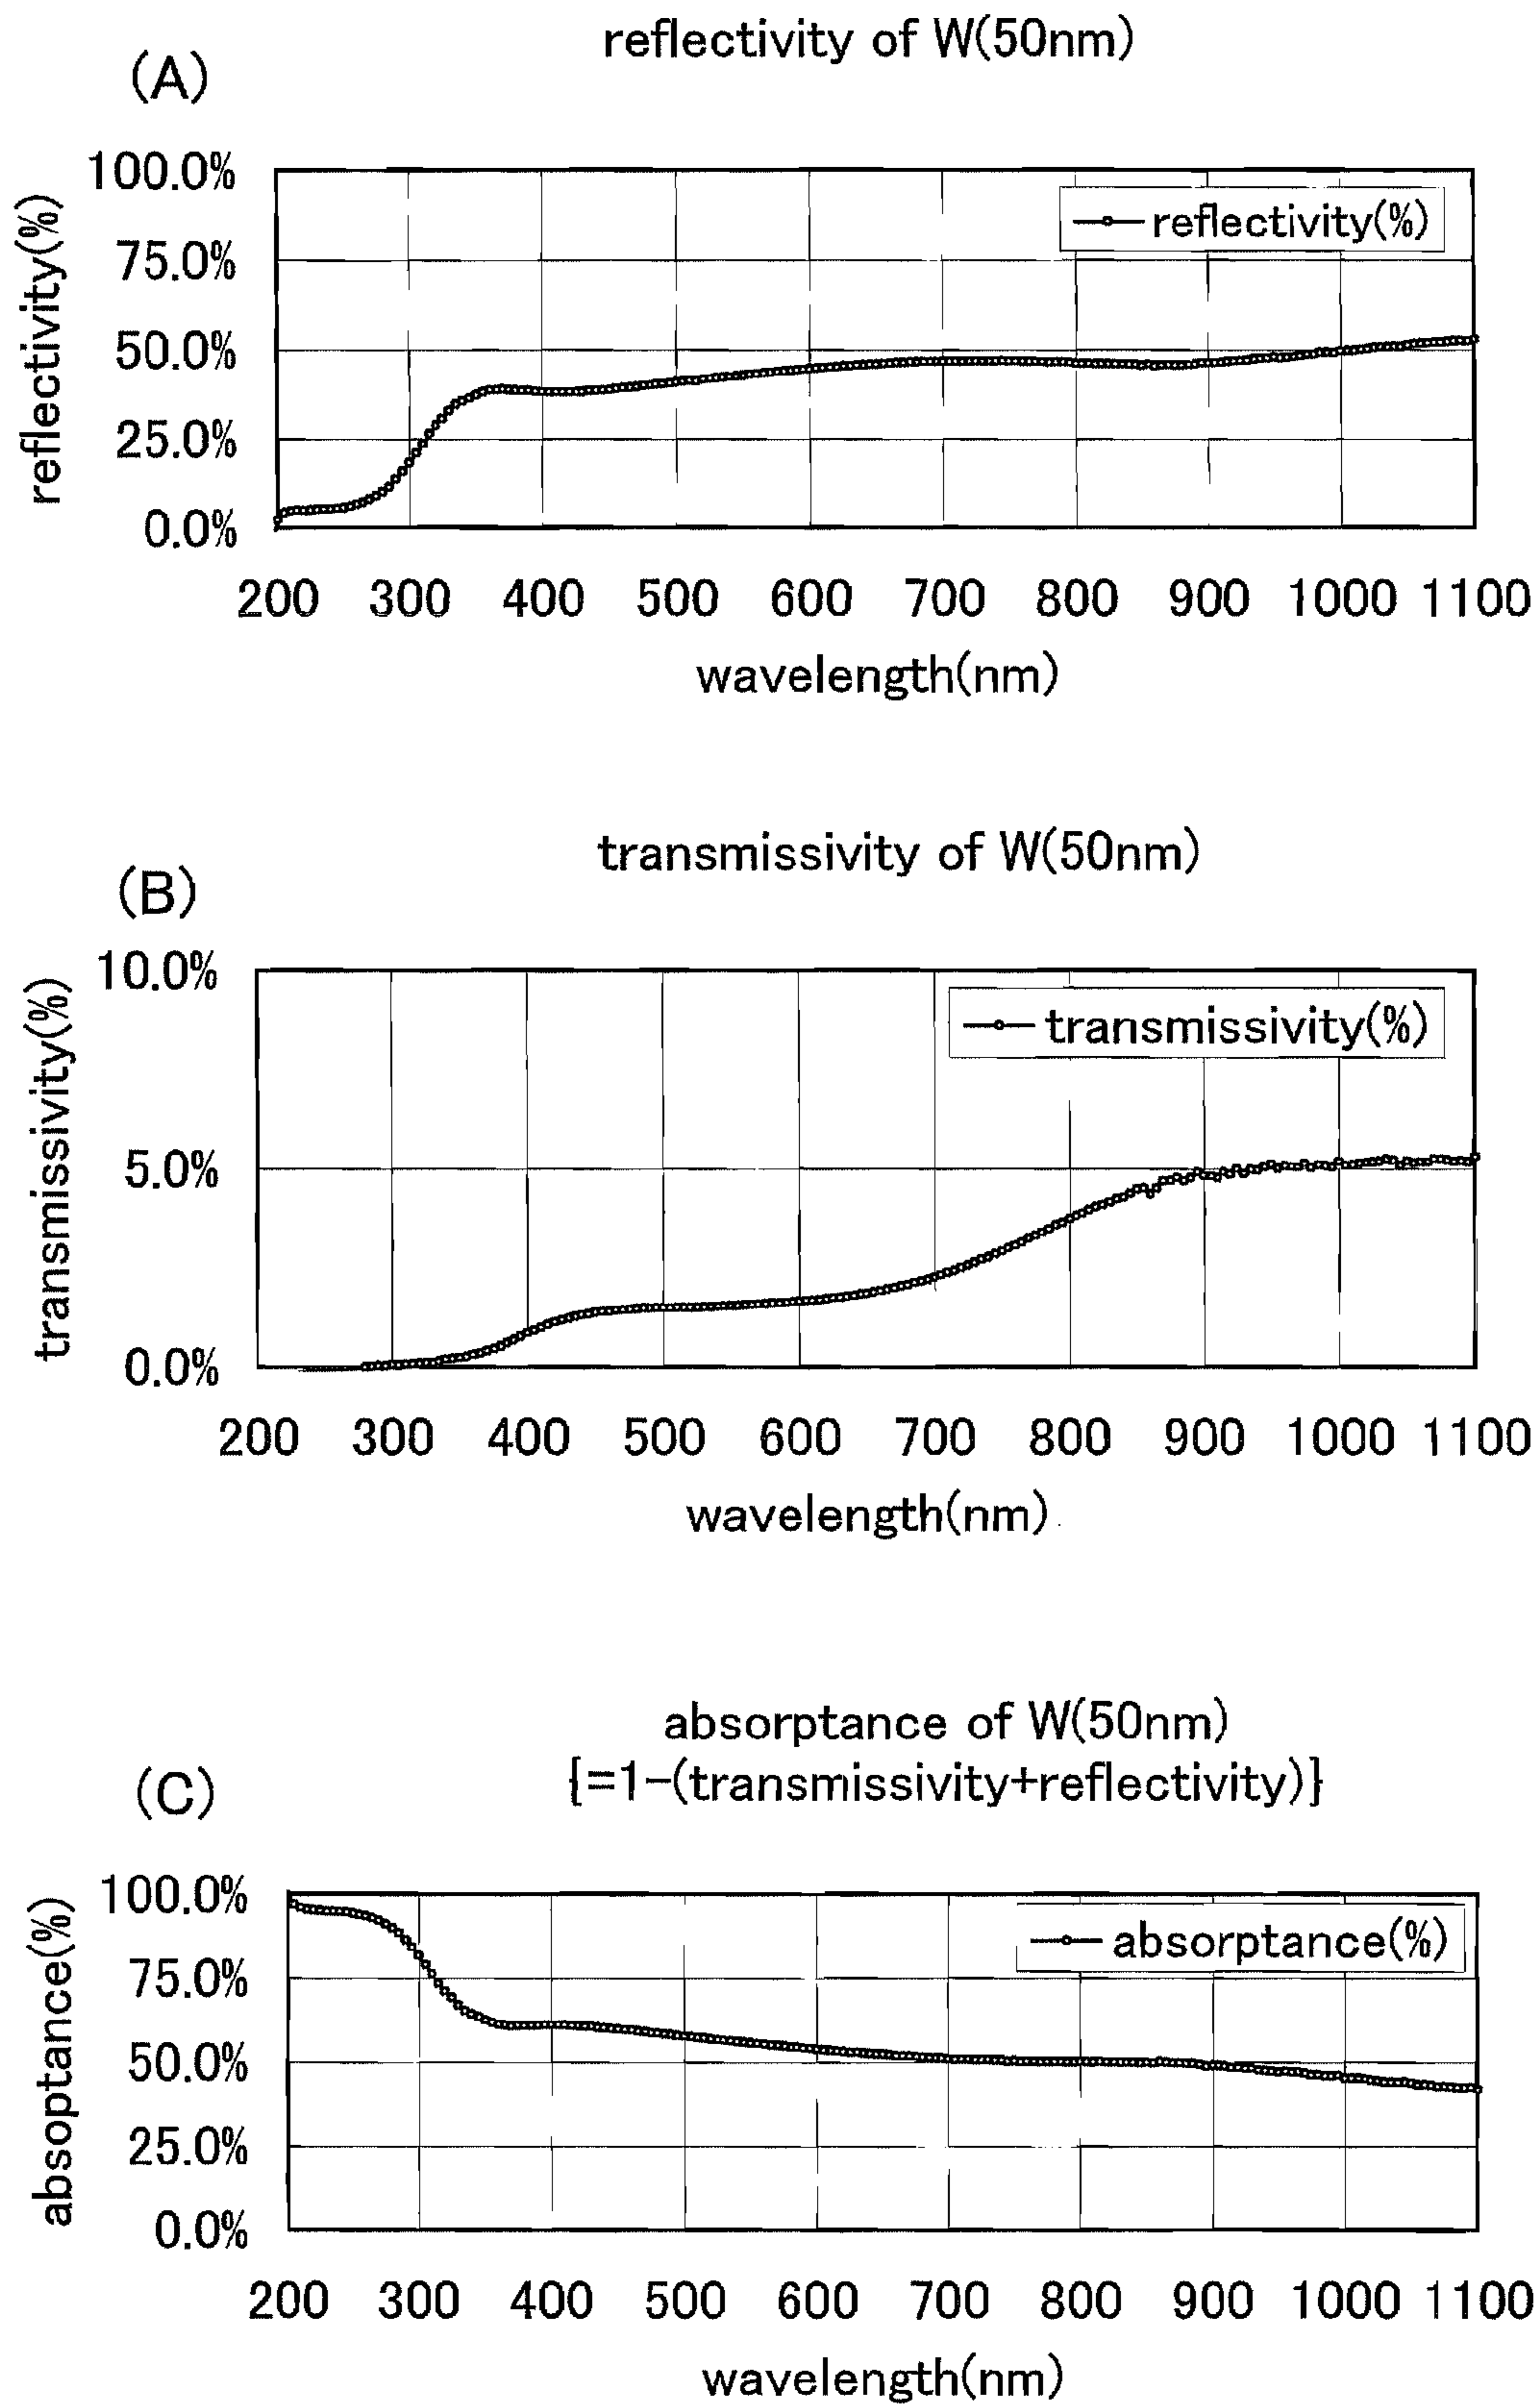 reflectivity of W(50nm)
(A)
100.0%
75.0%
50.0%
25.0%
0.0%
reflectivity(%)
reflectivity(%)
200 300 400 500 600 700 800 900 1000 1100
wavelength(nm)
transmissivity of W(50nm)
(B)
10.0%
5.0%
0.0%
transmissivity(%)
transmissivity(%)
200 300 400 500 600 700 800 900 1000 1100
wavelength(nm)
absorptance of W(50nm)
{=1-(transmissivity+reflectivity)}
(C)
100.0%
75.0%
50.0%
25.0%
0.0%
absoptance(%)
absorptance(%)
200 300 400 500 600 700 800 900 1000 1100
wavelength(nm)